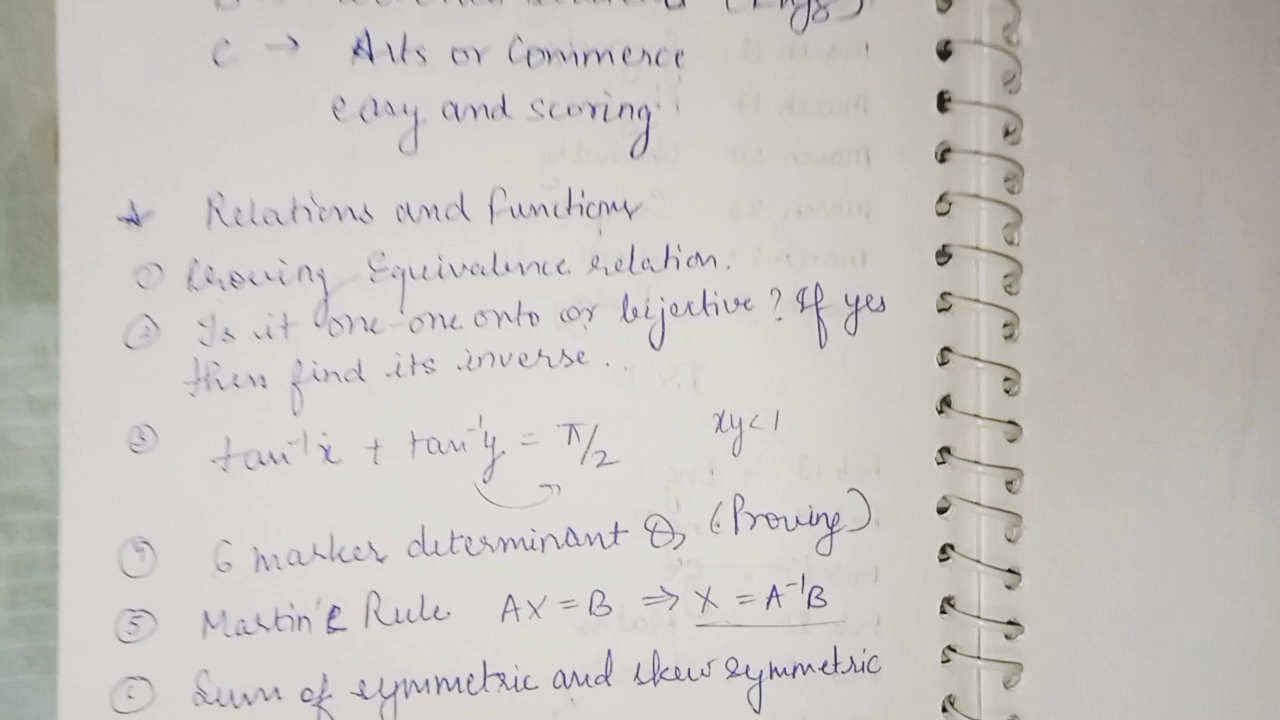 C → Arts or Commerce
easy and scoring
★ Relations and functions
① Proving Equivalence relation.
② Is it one-one onto or bijective? If yes
then find its inverse.
③ tan⁻¹x + tan⁻¹y = π/2 xy<1
④ 6 marker determinant Q, (Proving)
⑤ Martin's Rule AX = B ⇒ X = A⁻¹B
⑥ Sum of symmetric and skew symmetric